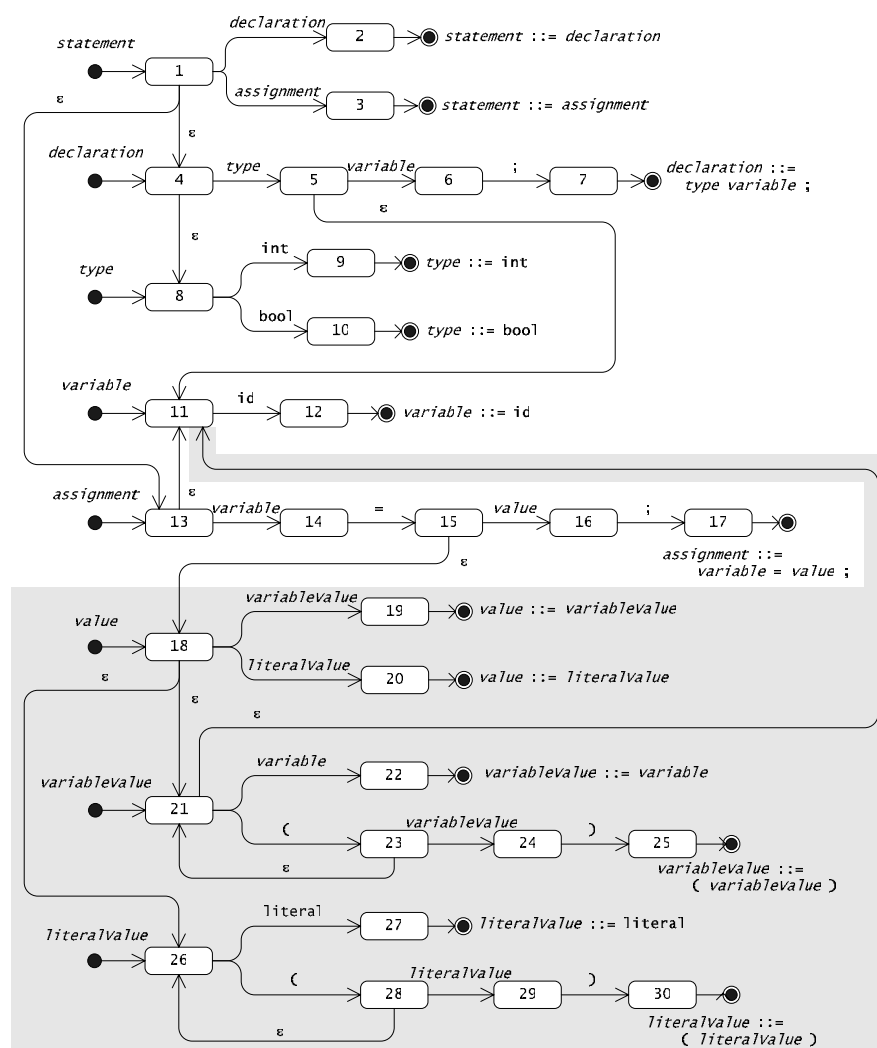 declaration
statement
2
statement ::= declaration
1
ε
assignment
3
statement ::= assignment
ε
declaration
type
variable
;
declaration ::=
4
5
6
7
type variable ;
ε
ε
int
type
9
type ::= int
8
bool
10
type ::= bool
variable
id
11
12
variable ::= id
ε
assignment
variable
=
value
;
13
14
15
16
17
assignment ::=
ε
variable = value ;
variableValue
value
19
value ::= variableValue
18
literalValue
ε
20
value ::= literalValue
ε
ε
variable
variableValue
22
variableValue ::= variable
21
(
variableValue
)
23
24
25
ε
variableValue ::=
( variableValue )
literal
literalValue
27
literalValue ::= literal
26
(
literalValue
)
28
29
30
literalValue ::=
ε
( literalValue )